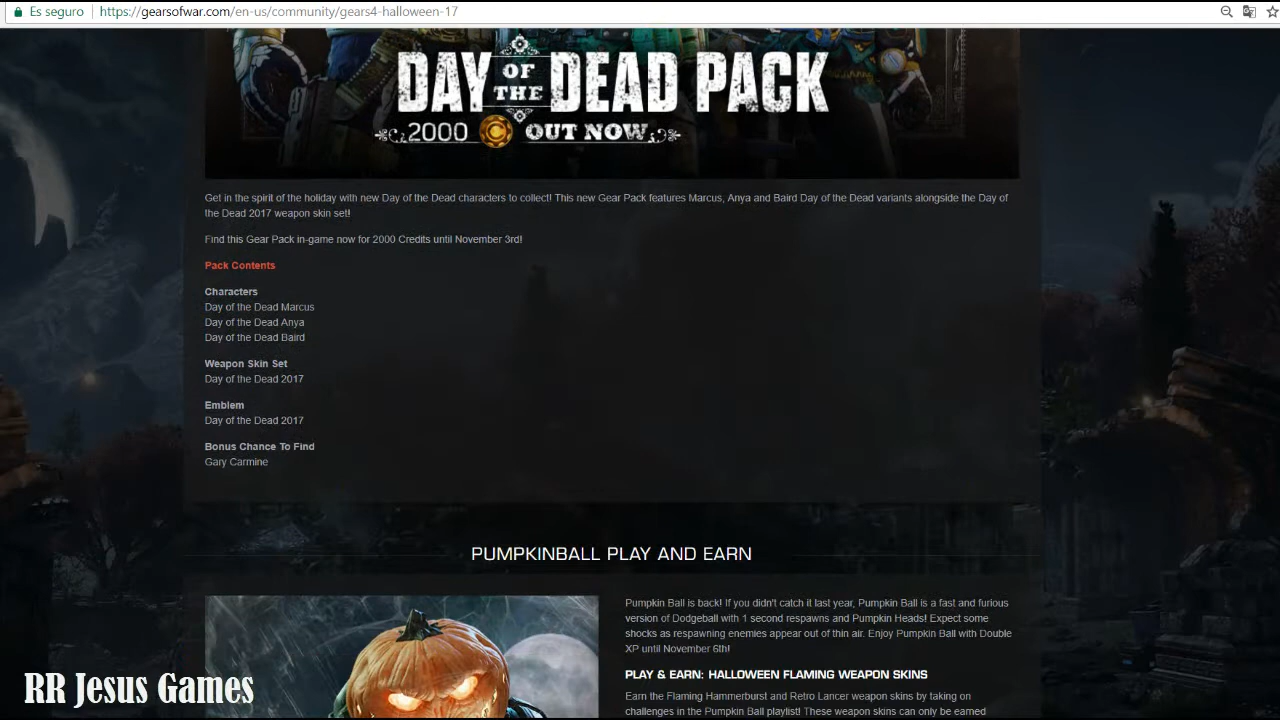 Es seguro https://gearsofwar.com/en-us/community/gears4-halloween-17
DAY OF THE DEAD PACK
2000 C OUT NOW
Get in the spirit of the holiday with new Day of the Dead characters to collect! This new Gear Pack features Marcus, Anya and Baird Day of the Dead variants alongside the Day of
the Dead 2017 weapon skin set!
Find this Gear Pack in-game now for 2000 Credits until November 3rd!
Pack Contents
Characters
Day of the Dead Marcus
Day of the Dead Anya
Day of the Dead Baird
Weapon Skin Set
Day of the Dead 2017
Emblem
Day of the Dead 2017
Bonus Chance To Find
Gary Carmine
PUMPKINBALL PLAY AND EARN
Pumpkin Ball is back! If you didn't catch it last year, Pumpkin Ball is a fast and furious
version of Dodgeball with 1 second respawns and Pumpkin Heads! Expect some
shocks as respawning enemies appear out of thin air. Enjoy Pumpkin Ball with Double
XP until November 6th!
PLAY & EARN: HALLOWEEN FLAMING WEAPON SKINS
Earn the Flaming Hammerburst and Retro Lancer weapon skins by taking on
challenges in the Pumpkin Ball playlist! These weapon skins can only be earned
RR Jesus Games